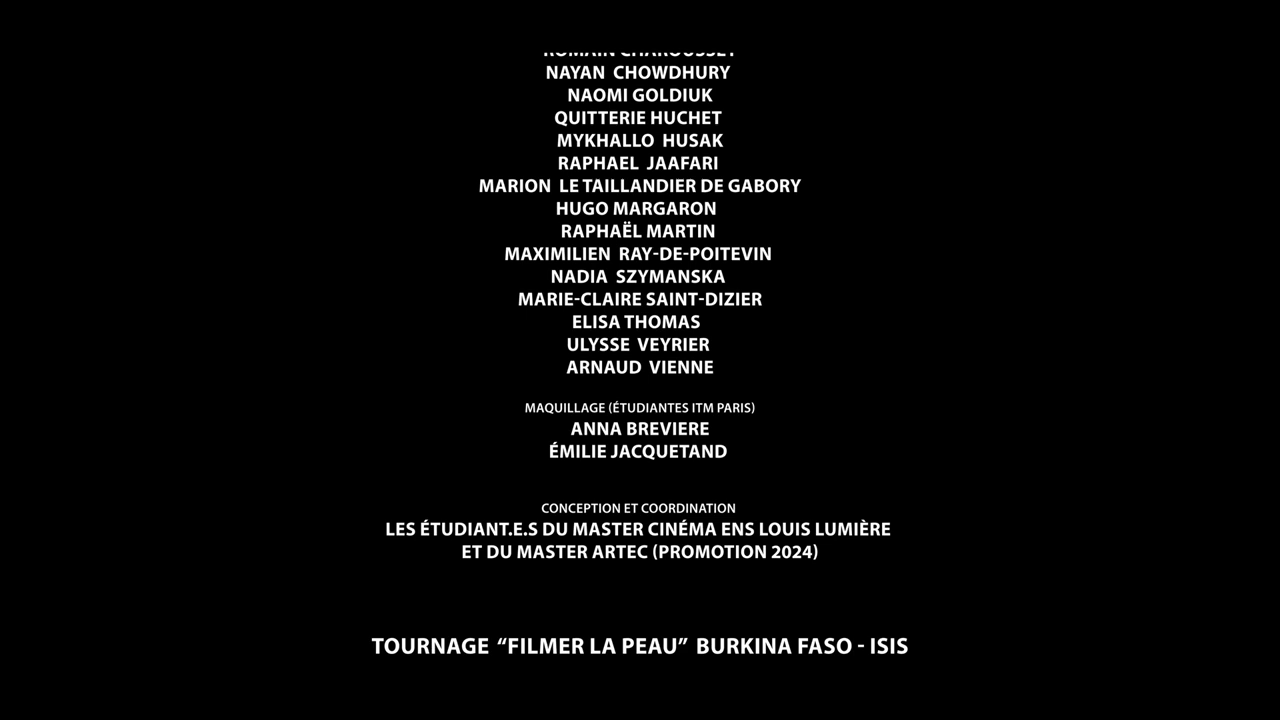 ROMAIN CHAROUSSET
NAYAN CHOWDHURY
NAOMI GOLDIUK
QUITTERIE HUCHET
MYKHALLO HUSAK
RAPHAEL JAAFARI
MARION LE TAILLANDIER DE GABORY
HUGO MARGARON
RAPHAËL MARTIN
MAXIMILIEN RAY-DE-POITEVIN
NADIA SZYMANSKA
MARIE-CLAIRE SAINT-DIZIER
ELISA THOMAS
ULYSSE VEYRIER
ARNAUD VIENNE
MAQUILLAGE (ÉTUDIANTES ITM PARIS)
ANNA BREVIERE
ÉMILIE JACQUETAND
CONCEPTION ET COORDINATION
LES ÉTUDIANT.E.S DU MASTER CINÉMA ENS LOUIS LUMIÈRE
ET DU MASTER ARTEC (PROMOTION 2024)
TOURNAGE “FILMER LA PEAU” BURKINA FASO - ISIS